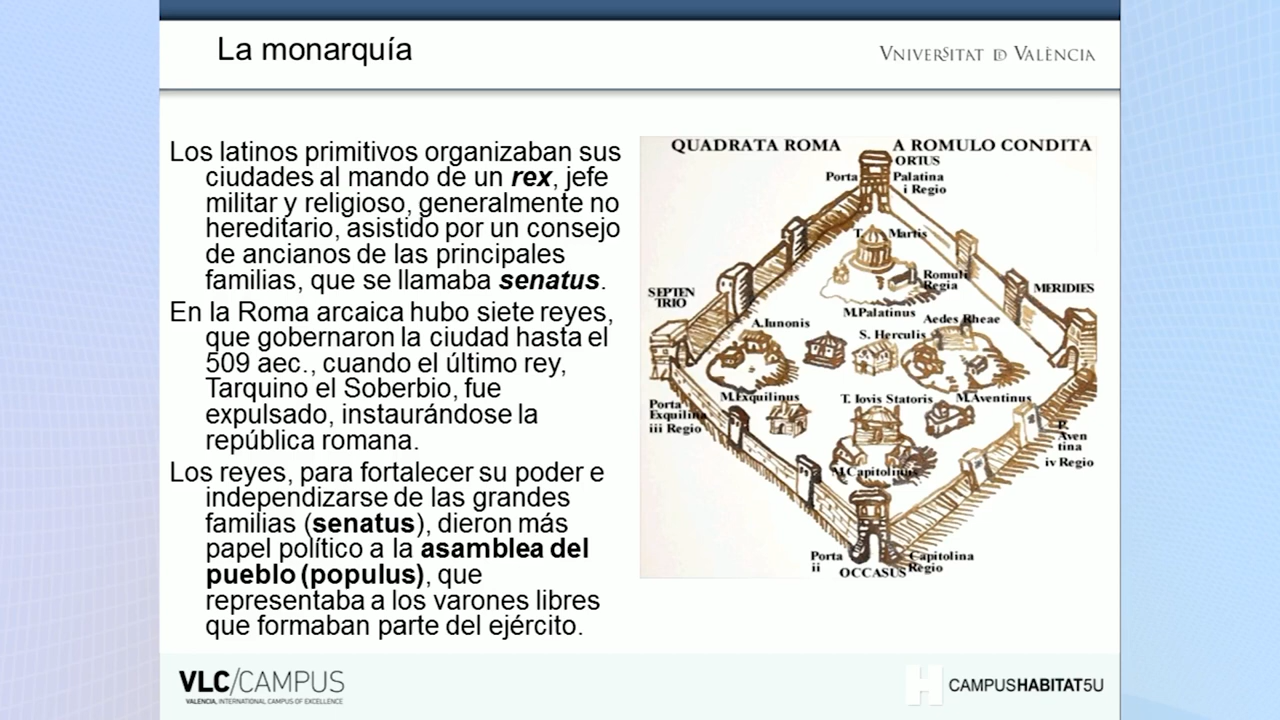 La monarquía
VNIVERSITAT DE VALÈNCIA
Los latinos primitivos organizaban sus
ciudades al mando de un rex, jefe
militar y religioso, generalmente no
hereditario, asistido por un consejo
de ancianos de las principales
familias, que se llamaba senatus.
En la Roma arcaica hubo siete reyes,
que gobernaron la ciudad hasta el
509 aec., cuando el último rey,
Tarquino el Soberbio, fue
expulsado, instaurándose la
república romana.
Los reyes, para fortalecer su poder e
independizarse de las grandes
familias (senatus), dieron más
papel político a la asamblea del
pueblo (populus), que
representaba a los varones libres
que formaban parte del ejército.
QUADRATA ROMA A ROMULO CONDITA
ORTUS
Porta Palatina
i Regio
T. Martis
Romuli
Regia
SEPTEN
TRIO
MERIDIES
M.Palatinus
A.Iunonis
Aedes Rheae
S. Herculis
M.Exquilinus
T. Iovis Statoris
M.Aventinus
Porta
Exquilina
iii Regio
P.
Aven
tina
iv Regio
M.Capitolinus
Porta Capitolina
ii Regio
OCCASUS
VLC/CAMPUS
VALENCIA, INTERNATIONAL CAMPUS OF EXCELLENCE
H CAMPUSHABITAT5U